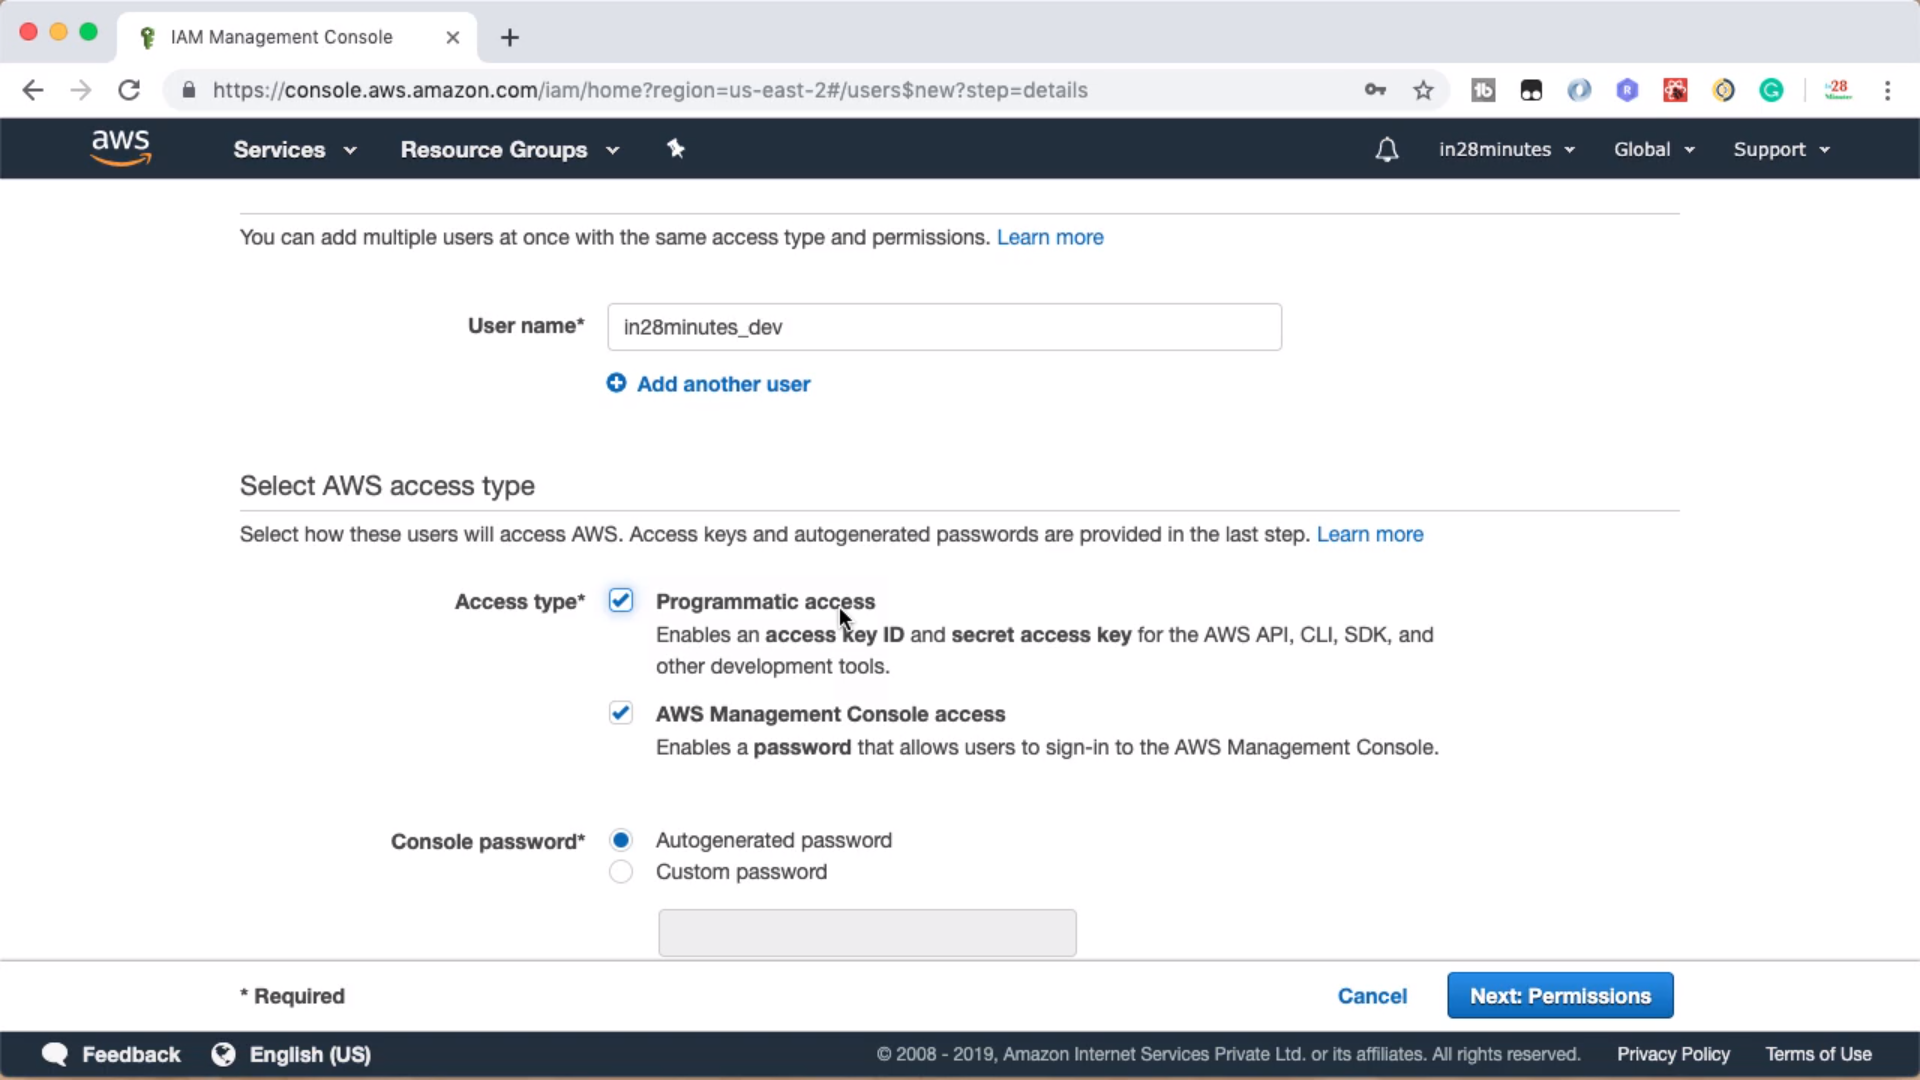 IAM Management Console
https://console.aws.amazon.com/iam/home?region=us-east-2#/users$new?step=details
tb
R
28
Minutes
aws
Services
Resource Groups
in28minutes
Global
Support
You can add multiple users at once with the same access type and permissions. Learn more
User name*
in28minutes_dev
Add another user
Select AWS access type
Select how these users will access AWS. Access keys and autogenerated passwords are provided in the last step. Learn more
Access type*
Programmatic access
Enables an access key ID and secret access key for the AWS API, CLI, SDK, and
other development tools.
AWS Management Console access
Enables a password that allows users to sign-in to the AWS Management Console.
Console password*
Autogenerated password
Custom password
* Required
Cancel
Next: Permissions
Feedback
English (US)
© 2008 - 2019, Amazon Internet Services Private Ltd. or its affiliates. All rights reserved.
Privacy Policy
Terms of Use